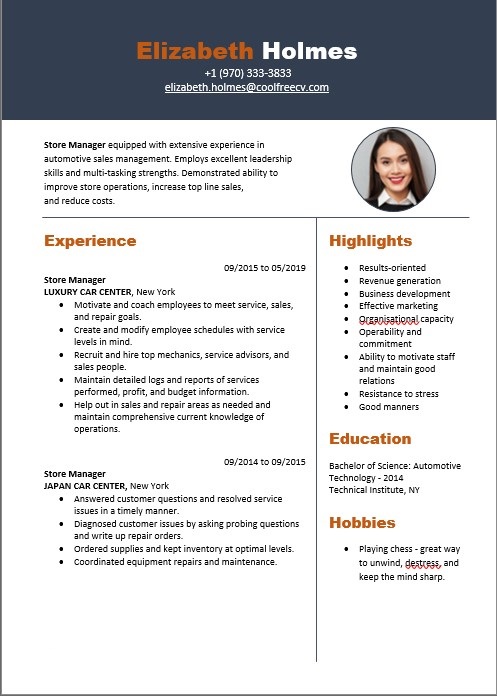 Elizabeth Holmes
+1 (970) 333-3833
elizabeth.holmes@coolfreecv.com
Store Manager equipped with extensive experience in
automotive sales management. Employs excellent leadership
skills and multi-tasking strengths. Demonstrated ability to
improve store operations, increase top line sales,
and reduce costs.
Experience
09/2015 to 05/2019
Store Manager
LUXURY CAR CENTER, New York
• Motivate and coach employees to meet service, sales,
and repair goals.
• Create and modify employee schedules with service
levels in mind.
• Recruit and hire top mechanics, service advisors, and
sales people.
• Maintain detailed logs and reports of services
performed, profit, and budget information.
• Help out in sales and repair areas as needed and
maintain comprehensive current knowledge of
operations.
09/2014 to 09/2015
Store Manager
JAPAN CAR CENTER, New York
• Answered customer questions and resolved service
issues in a timely manner.
• Diagnosed customer issues by asking probing questions
and write up repair orders.
• Ordered supplies and kept inventory at optimal levels.
• Coordinated equipment repairs and maintenance.
Highlights
• Results-oriented
• Revenue generation
• Business development
• Effective marketing
• Organisational capacity
• Operability and
commitment
• Ability to motivate staff
and maintain good
relations
• Resistance to stress
• Good manners
Education
Bachelor of Science: Automotive
Technology - 2014
Technical Institute, NY
Hobbies
• Playing chess - great way
to unwind, destress, and
keep the mind sharp.